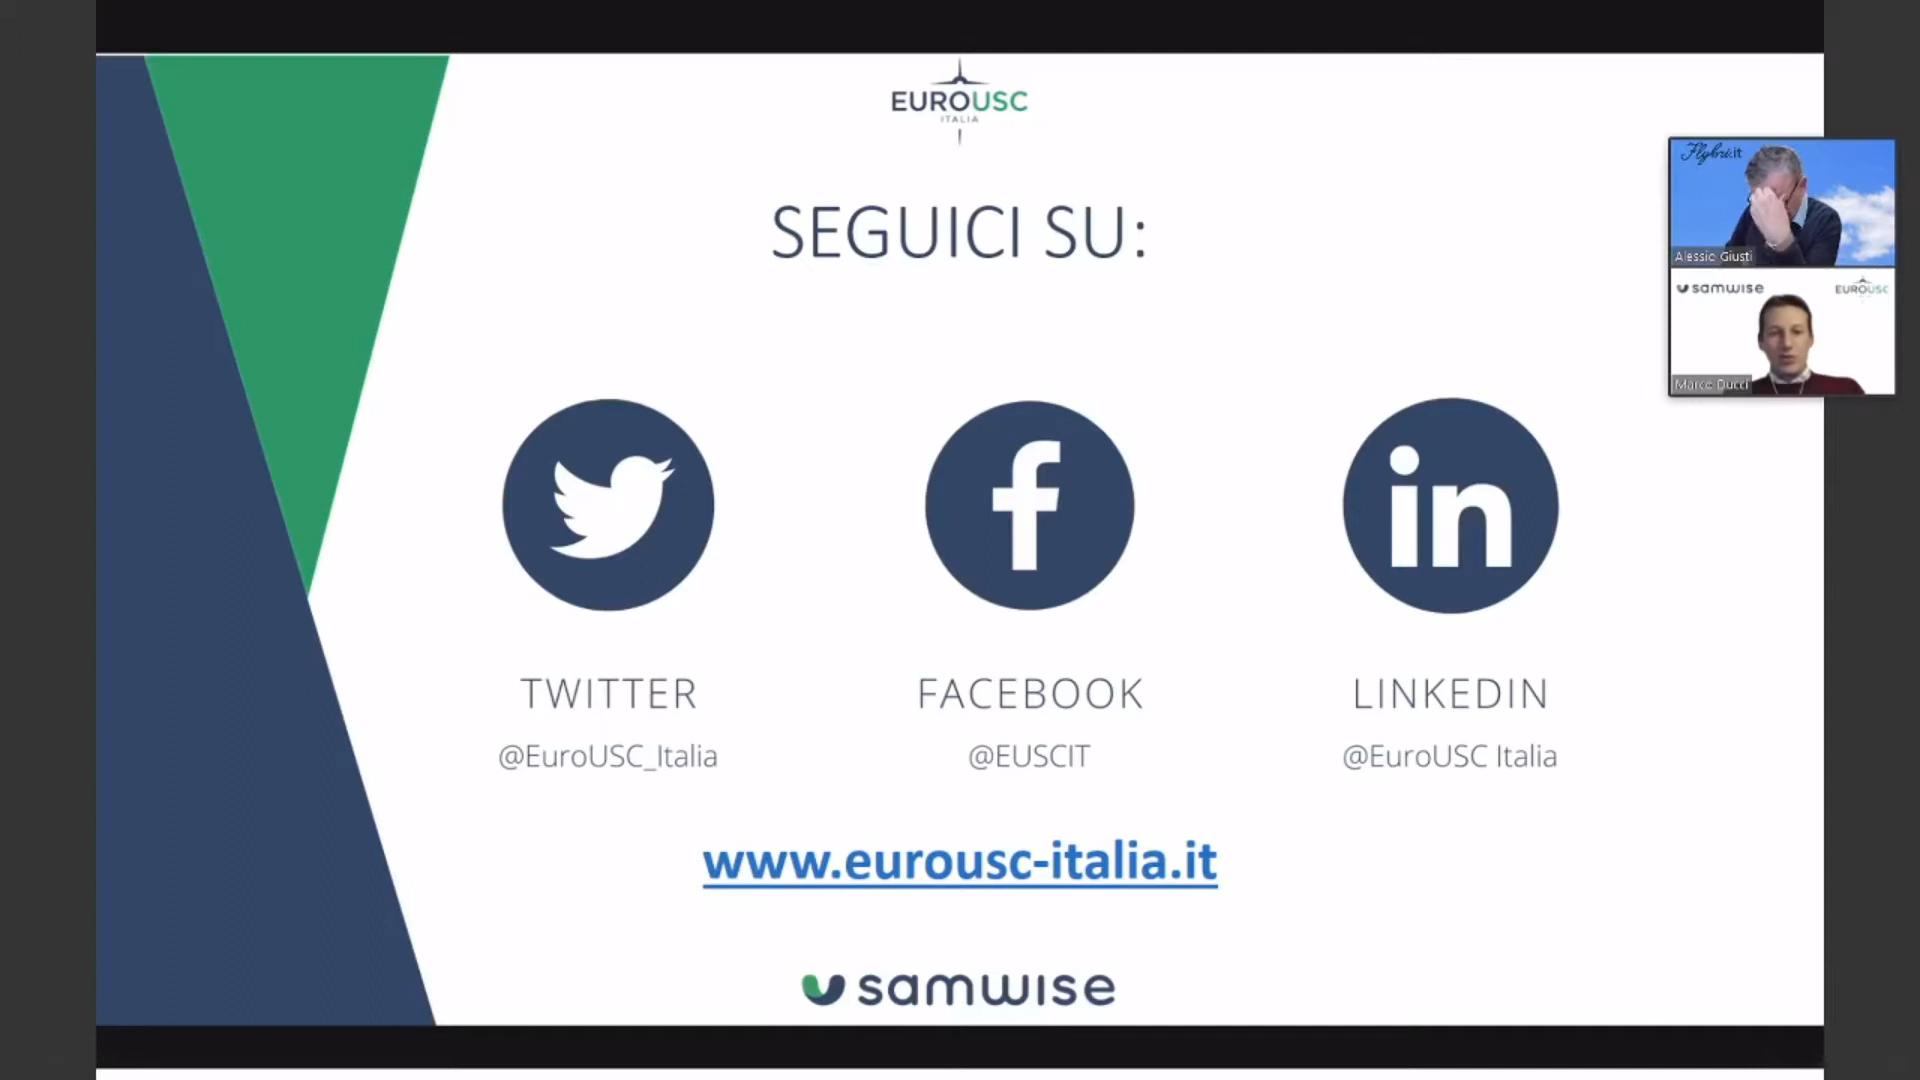 EUROUSC
ITALIA
SEGUICI SU:
Flybri.it
Alessio Giusti
samwise
EUROUSC
Marco Ducci
TWITTER
FACEBOOK
LINKEDIN
@EuroUSC_Italia
@EUSCIT
@EuroUSC Italia
www.eurousc-italia.it
samwise